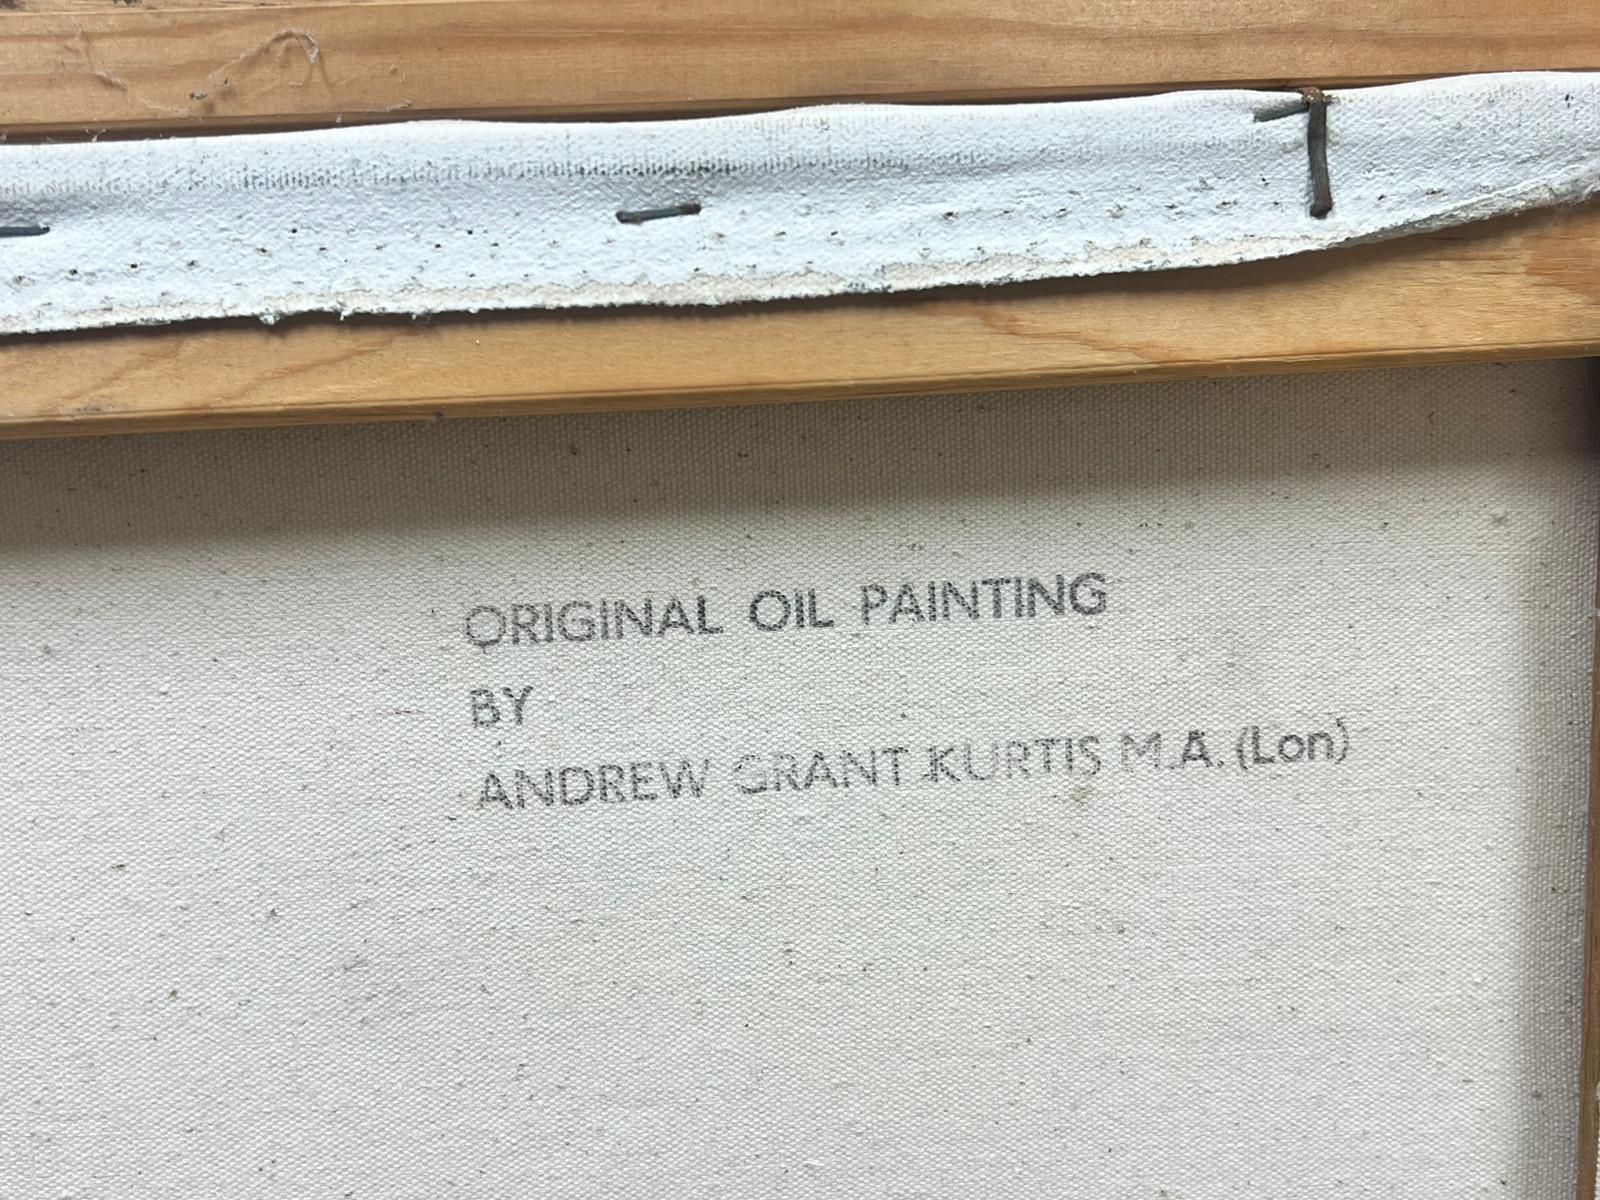 ORIGINAL OIL PAINTING
BY
ANDREW GRANT KURTIS M.A. (Lon)